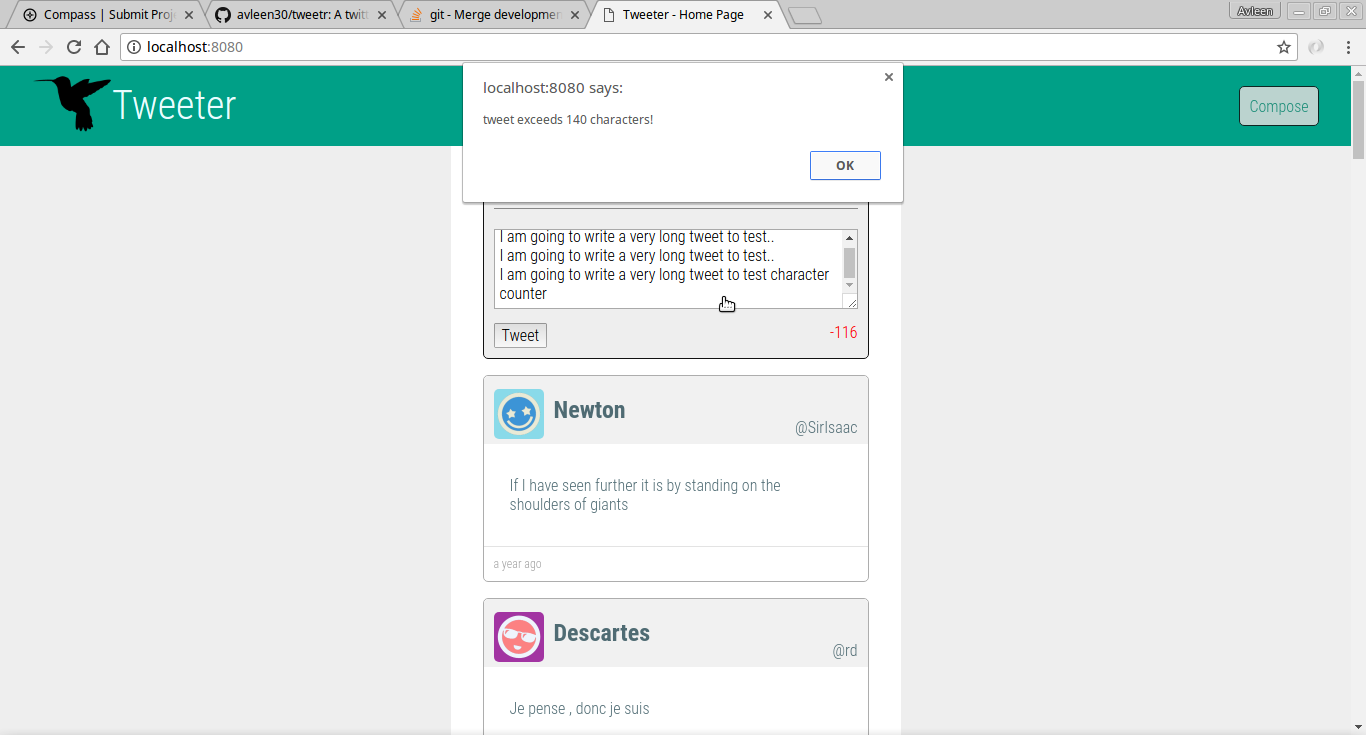 Compass | Submit Proj
avleen30/tweetr: A twitt
git - Merge developmen
Tweeter - Home Page
Avleen
localhost:8080
Tweeter
Compose
localhost:8080 says:
tweet exceeds 140 characters!
OK
I am going to write a very long tweet to test..
I am going to write a very long tweet to test..
I am going to write a very long tweet to test character
counter
Tweet
-116
Newton
@SirIsaac
If I have seen further it is by standing on the
shoulders of giants
a year ago
Descartes
@rd
Je pense , donc je suis